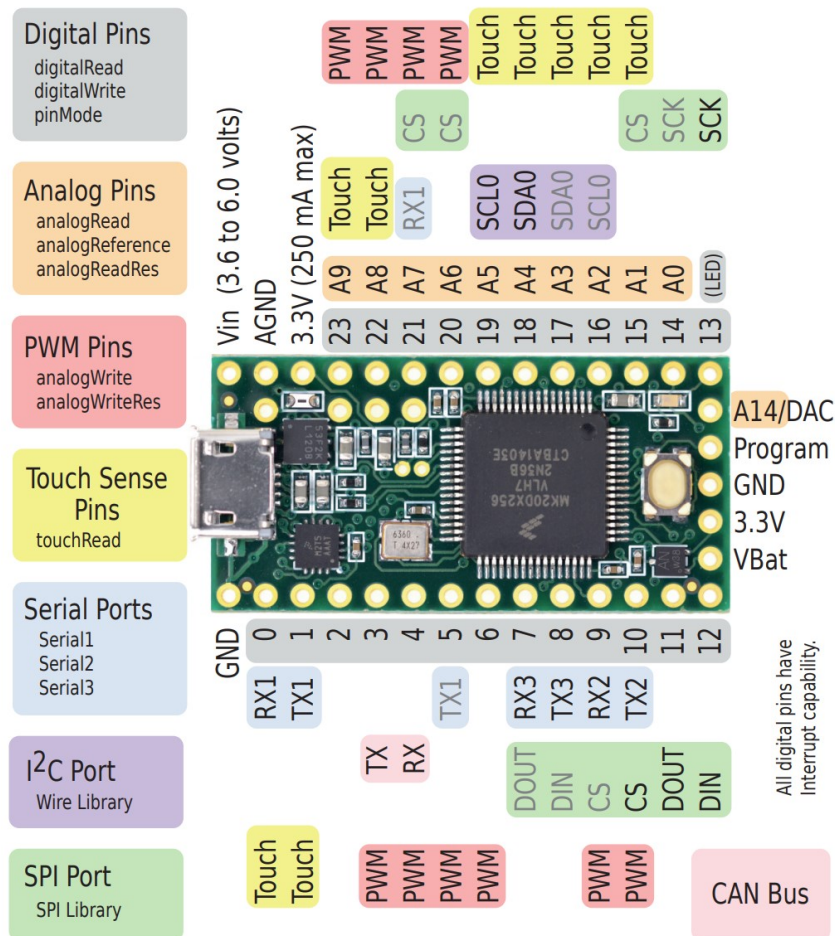 Digital Pins
digitalRead
digitalWrite
pinMode
Analog Pins
analogRead
analogReference
analogReadRes
PWM Pins
analogWrite
analogWriteRes
Touch Sense
Pins
touchRead
Serial Ports
Serial1
Serial2
Serial3
I²C Port
Wire Library
SPI Port
SPI Library
PWM PWM PWM PWM Touch Touch Touch Touch Touch
CS CS CS SCK SCK
Touch Touch RX1 SCL0 SDA0 SDA0 SCL0
A9 A8 A7 A6 A5 A4 A3 A2 A1 A0 (LED)
Vin (3.6 to 6.0 volts)
AGND
3.3V (250 mA max)
23 22 21 20 19 18 17 16 15 14 13
A14/DAC
Program
GND
3.3V
VBat
MK20DX256
VLH7
2N36B
CTBA1403E
6360
T 4X27
GND 0 1 2 3 4 5 6 7 8 9 10 11 12
RX1 TX1 TX1 RX3 TX3 RX2 TX2
TX RX DOUT DIN CS CS DOUT DIN
Touch Touch PWM PWM PWM PWM PWM PWM
All digital pins have
Interrupt capability.
CAN Bus